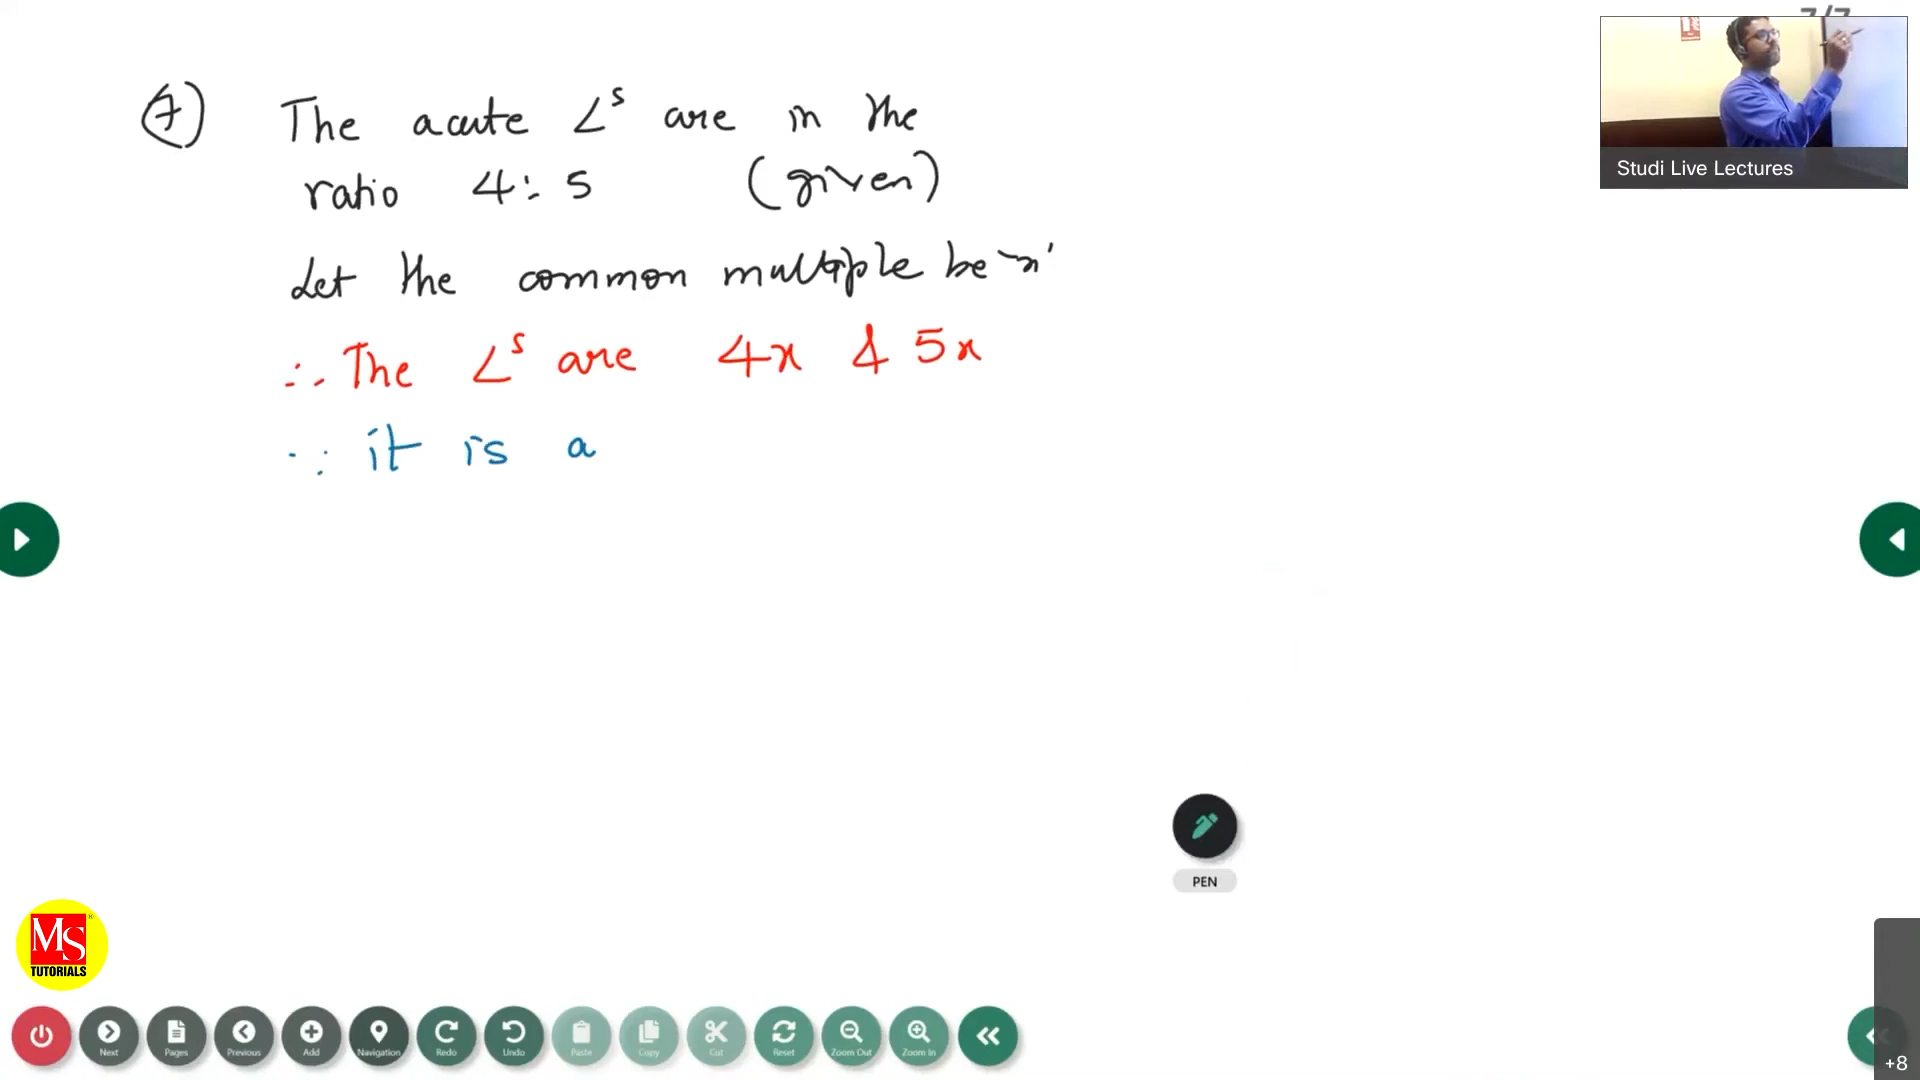 7/7
Studi Live Lectures
7 The acute ∠s are in the
ratio 4:5 (given)
Let the common multiple be 'x'
∴ The ∠s are 4x & 5x
∵ it is a
PEN
MS
TUTORIALS
Next Pages Previous Add Navigation Redo Undo Paste Copy Cut Reset Zoom Out Zoom In
+8